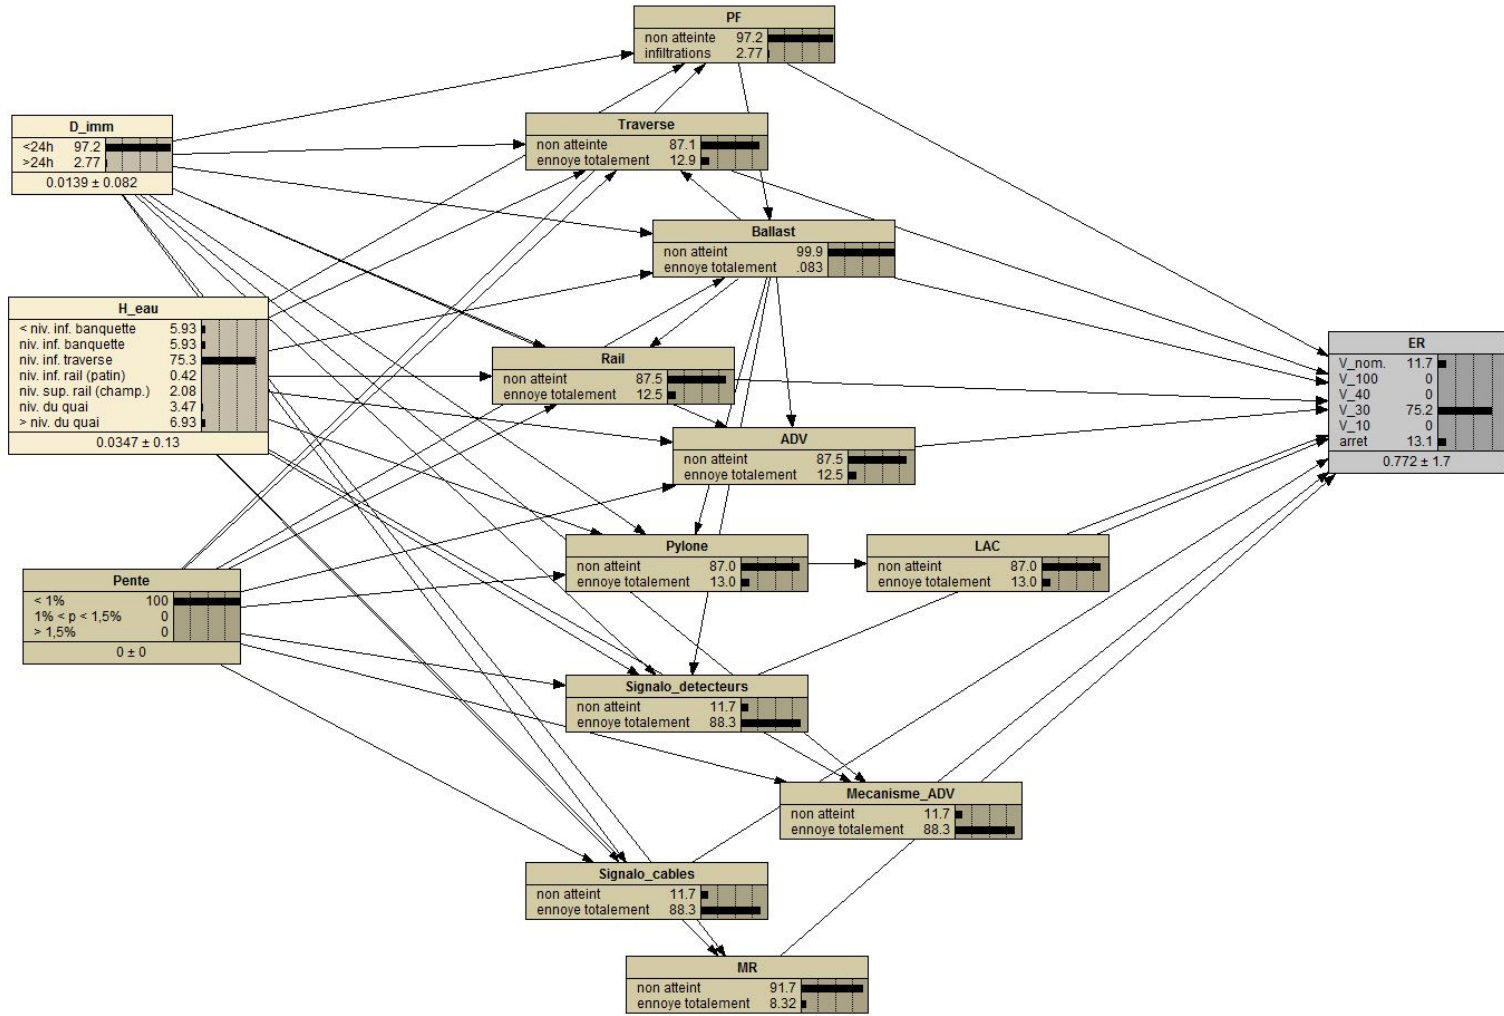 PF
non atteinte 97.2
infiltrations 2.77
D_imm
<24h 97.2
>24h 2.77
0.0139 ± 0.082
Traverse
non atteinte 87.1
ennoye totalement 12.9
Ballast
non atteint 99.9
ennoye totalement .083
H_eau
< niv. inf. banquette 5.93
niv. inf. banquette 5.93
niv. inf. traverse 75.3
niv. inf. rail (patin) 0.42
niv. sup. rail (champ.) 2.08
niv. du quai 3.47
> niv. du quai 6.93
0.0347 ± 0.13
Rail
non atteint 87.5
ennoye totalement 12.5
ER
V_nom. 11.7
V_100 0
V_40 0
V_30 75.2
V_10 0
arret 13.1
0.772 ± 1.7
ADV
non atteint 87.5
ennoye totalement 12.5
Pylone
non atteint 87.0
ennoye totalement 13.0
LAC
non atteint 87.0
ennoye totalement 13.0
Pente
< 1% 100
1% < p < 1,5% 0
> 1,5% 0
0 ± 0
Signalo_detecteurs
non atteint 11.7
ennoye totalement 88.3
Mecanisme_ADV
non atteint 11.7
ennoye totalement 88.3
Signalo_cables
non atteint 11.7
ennoye totalement 88.3
MR
non atteint 91.7
ennoye totalement 8.32